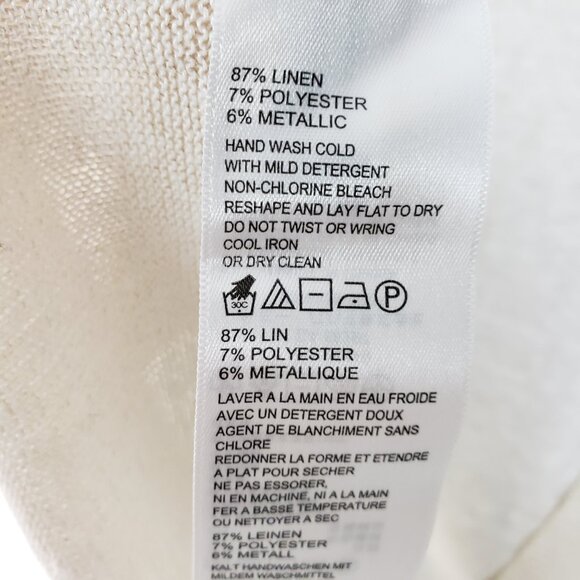 87% LINEN
7% POLYESTER
6% METALLIC
HAND WASH COLD
WITH MILD DETERGENT
NON-CHLORINE BLEACH
RESHAPE AND LAY FLAT TO DRY
DO NOT TWIST OR WRING
COOL IRON
OR DRY CLEAN
30C
P
87% LIN
7% POLYESTER
6% METALLIQUE
LAVER A LA MAIN EN EAU FROIDE
AVEC UN DETERGENT DOUX
AGENT DE BLANCHIMENT SANS
CHLORE
REDONNER LA FORME ET ETENDRE
A PLAT POUR SECHER
NE PAS ESSORER,
NI EN MACHINE, NI A LA MAIN
FER A BASSE TEMPERATURE
OU NETTOYER A SEC
87% LEINEN
7% POLYESTER
6% METALL
KALT HANDWASCHEN MIT
MILDEM WASCHMITTEL